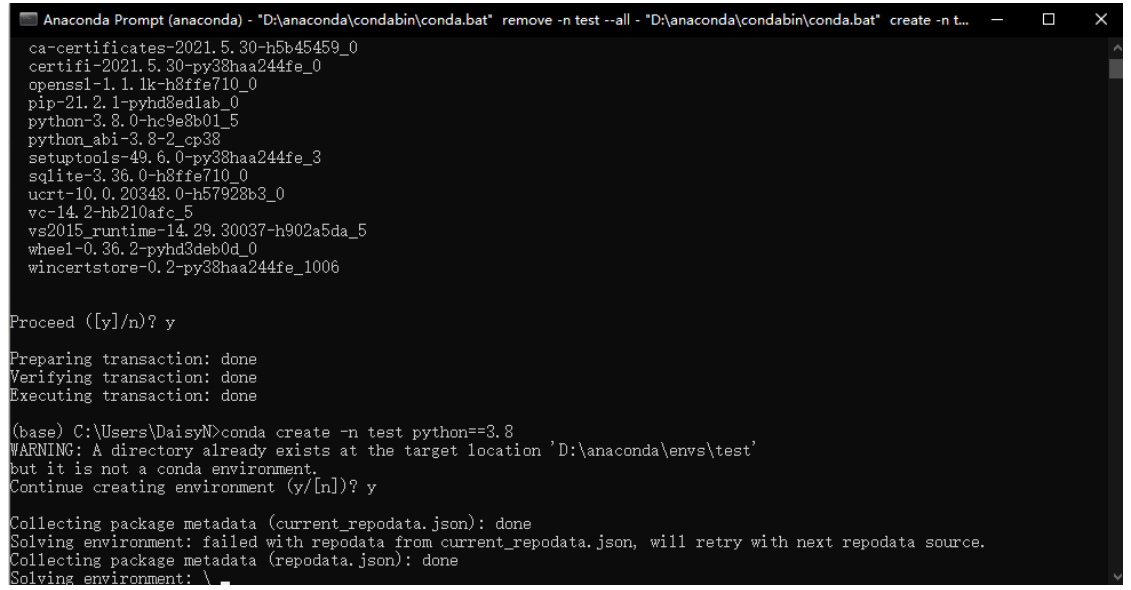 Anaconda Prompt (anaconda) - "D:\anaconda\condabin\conda.bat"  remove -n test --all - "D:\anaconda\condabin\conda.bat"  create -n t...
ca-certificates-2021.5.30-h5b45459_0
certifi-2021.5.30-py38haa244fe_0
openssl-1.1.1k-h8ffe710_0
pip-21.2.1-pyhd8ed1ab_0
python-3.8.0-hc9e8b01_5
python_abi-3.8-2_cp38
setuptools-49.6.0-py38haa244fe_3
sqlite-3.36.0-h8ffe710_0
ucrt-10.0.20348.0-h57928b3_0
vc-14.2-hb210afc_5
vs2015_runtime-14.29.30037-h902a5da_5
wheel-0.36.2-pyhd3deb0d_0
wincertstore-0.2-py38haa244fe_1006
Proceed ([y]/n)? y
Preparing transaction: done
Verifying transaction: done
Executing transaction: done
(base) C:\Users\DaisyN>conda create -n test python==3.8
WARNING: A directory already exists at the target location 'D:\anaconda\envs\test'
but it is not a conda environment.
Continue creating environment (y/[n])? y
Collecting package metadata (current_repodata.json): done
Solving environment: failed with repodata from current_repodata.json, will retry with next repodata source.
Collecting package metadata (repodata.json): done
Solving environment: \